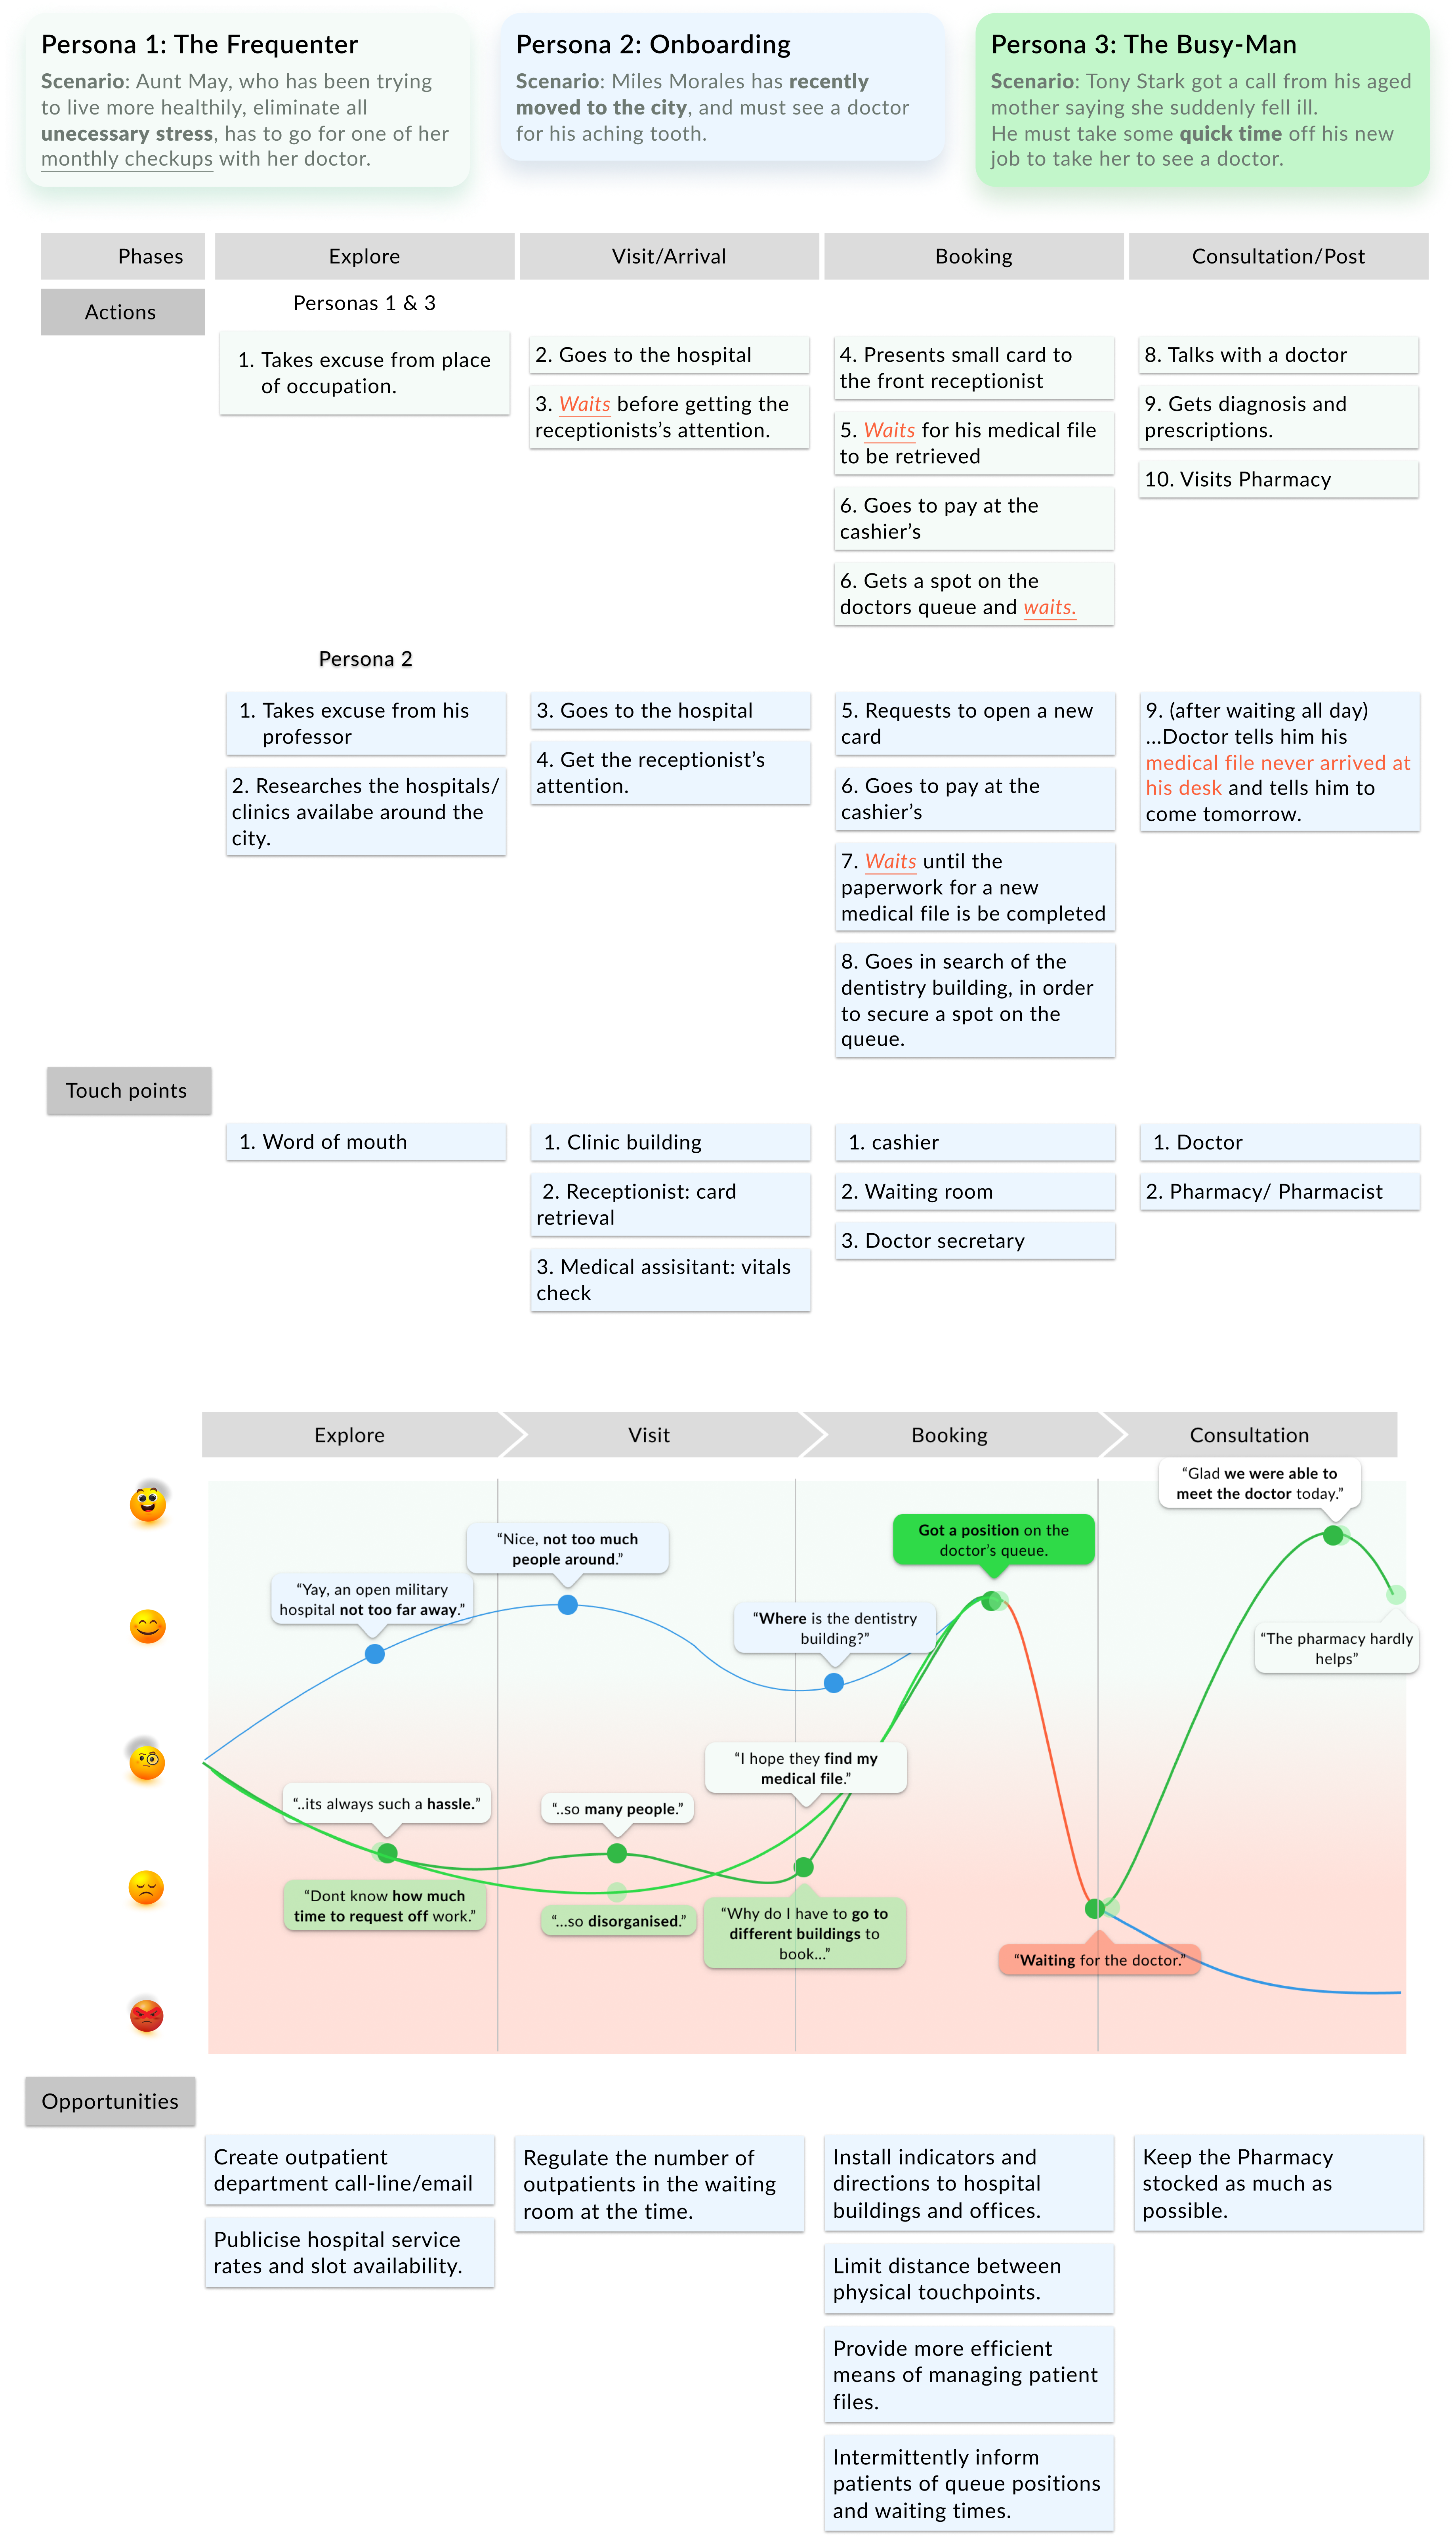 Persona 1: The Frequenter
Scenario: Aunt May, who has been trying
to live more healthily, eliminate all
unecessary stress, has to go for one of her
monthly checkups with her doctor.
Persona 2: Onboarding
Scenario: Miles Morales has recently
moved to the city, and must see a doctor
for his aching tooth.
Persona 3: The Busy-Man
Scenario: Tony Stark got a call from his aged
mother saying she suddenly fell ill.
He must take some quick time off his new
job to take her to see a doctor.
Phases
Explore
Visit/Arrival
Booking
Consultation/Post
Actions
Personas 1 & 3
1. Takes excuse from place
of occupation.
2. Goes to the hospital
3. Waits before getting the
receptionists's attention.
4. Presents small card to
the front receptionist
5. Waits for his medical file
to be retrieved
6. Goes to pay at the
cashier's
6. Gets a spot on the
doctors queue and waits.
8. Talks with a doctor
9. Gets diagnosis and
prescriptions.
10. Visits Pharmacy
Persona 2
1. Takes excuse from his
professor
2. Researches the hospitals/
clinics availabe around the
city.
3. Goes to the hospital
4. Get the receptionist's
attention.
5. Requests to open a new
card
6. Goes to pay at the
cashier's
7. Waits until the
paperwork for a new
medical file is be completed
8. Goes in search of the
dentistry building, in order
to secure a spot on the
queue.
9. (after waiting all day)
...Doctor tells him his
medical file never arrived at
his desk and tells him to
come tomorrow.
Touch points
1. Word of mouth
1. Clinic building
2. Receptionist: card
retrieval
3. Medical assisitant: vitals
check
1. cashier
2. Waiting room
3. Doctor secretary
1. Doctor
2. Pharmacy/ Pharmacist
Explore
Visit
Booking
Consultation
"Glad we were able to
meet the doctor today."
"Nice, not too much
people around."
Got a position on the
doctor's queue.
"Yay, an open military
hospital not too far away."
"Where is the dentistry
building?"
"The pharmacy hardly
helps"
"I hope they find my
medical file."
"..its always such a hassle."
"..so many people."
"Dont know how much
time to request off work."
"...so disorganised."
"Why do I have to go to
different buildings to
book..."
"Waiting for the doctor."
Opportunities
Create outpatient
department call-line/email
Publicise hospital service
rates and slot availability.
Regulate the number of
outpatients in the waiting
room at the time.
Install indicators and
directions to hospital
buildings and offices.
Limit distance between
physical touchpoints.
Provide more efficient
means of managing patient
files.
Intermittently inform
patients of queue positions
and waiting times.
Keep the Pharmacy
stocked as much as
possible.